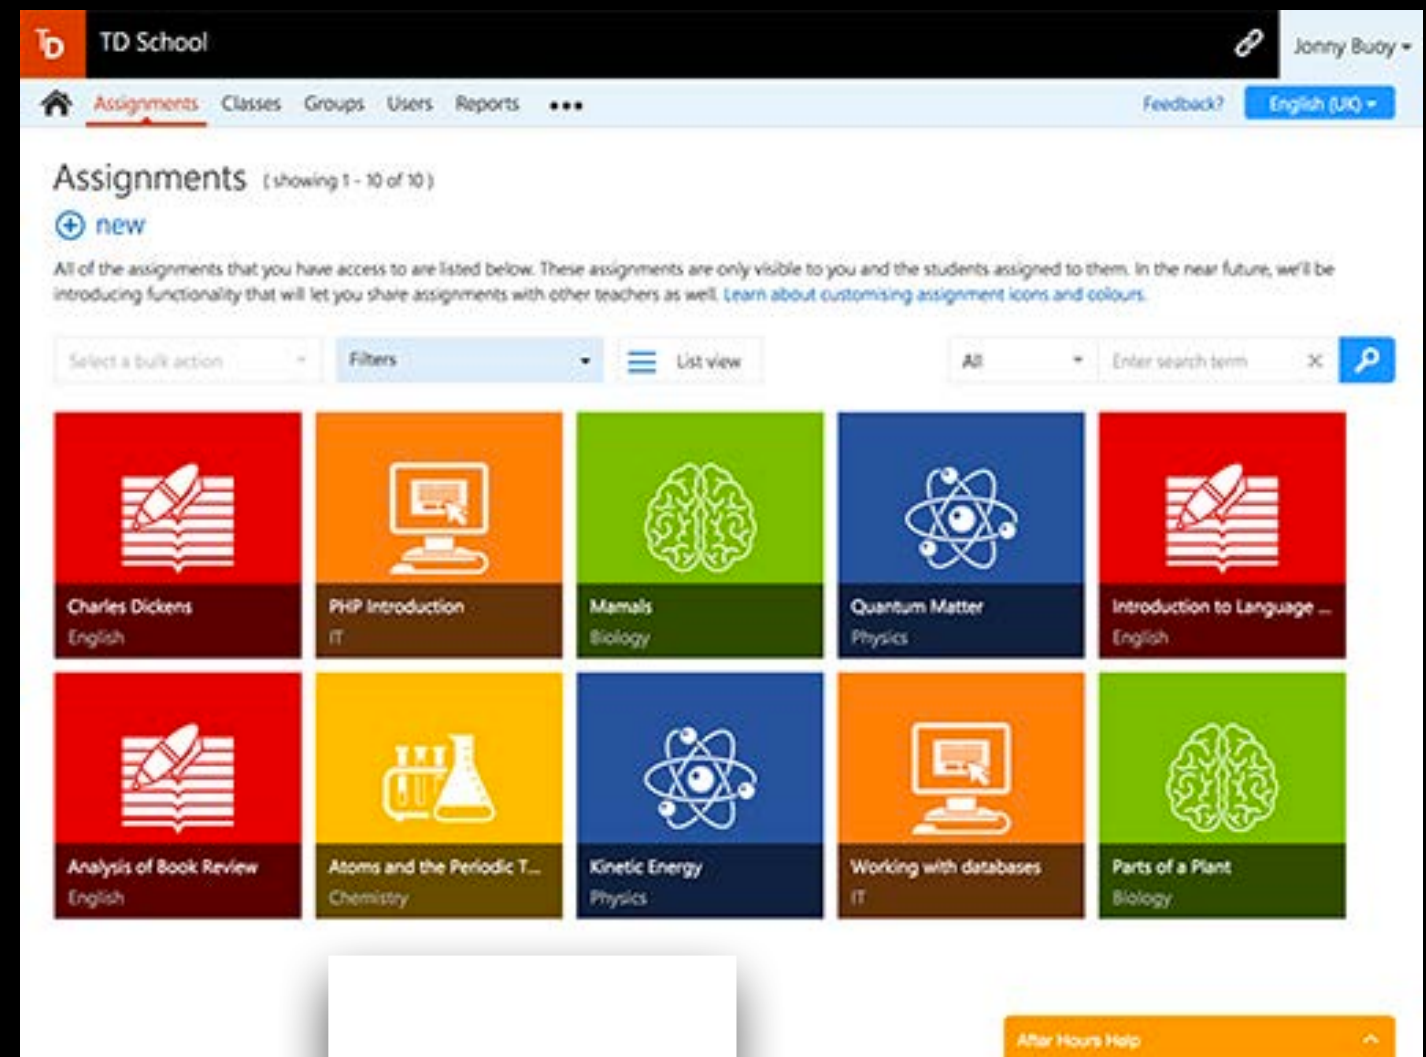 TD TD School Jonny Buoy
Assignments Classes Groups Users Reports ••• Feedback? English (UK)
Assignments ( showing 1 - 10 of 10 )
new
All of the assignments that you have access to are listed below. These assignments are only visible to you and the students assigned to them. In the near future, we'll be
introducing functionality that will let you share assignments with other teachers as well. Learn about customising assignment icons and colours.
Select a bulk action Filters List view All Enter search term
Charles Dickens PHP Introduction Mamals Quantum Matter Introduction to Language ...
English IT Biology Physics English
Analysis of Book Review Atoms and the Periodic T... Kinetic Energy Working with databases Parts of a Plant
English Chemistry Physics IT Biology
After Hours Help